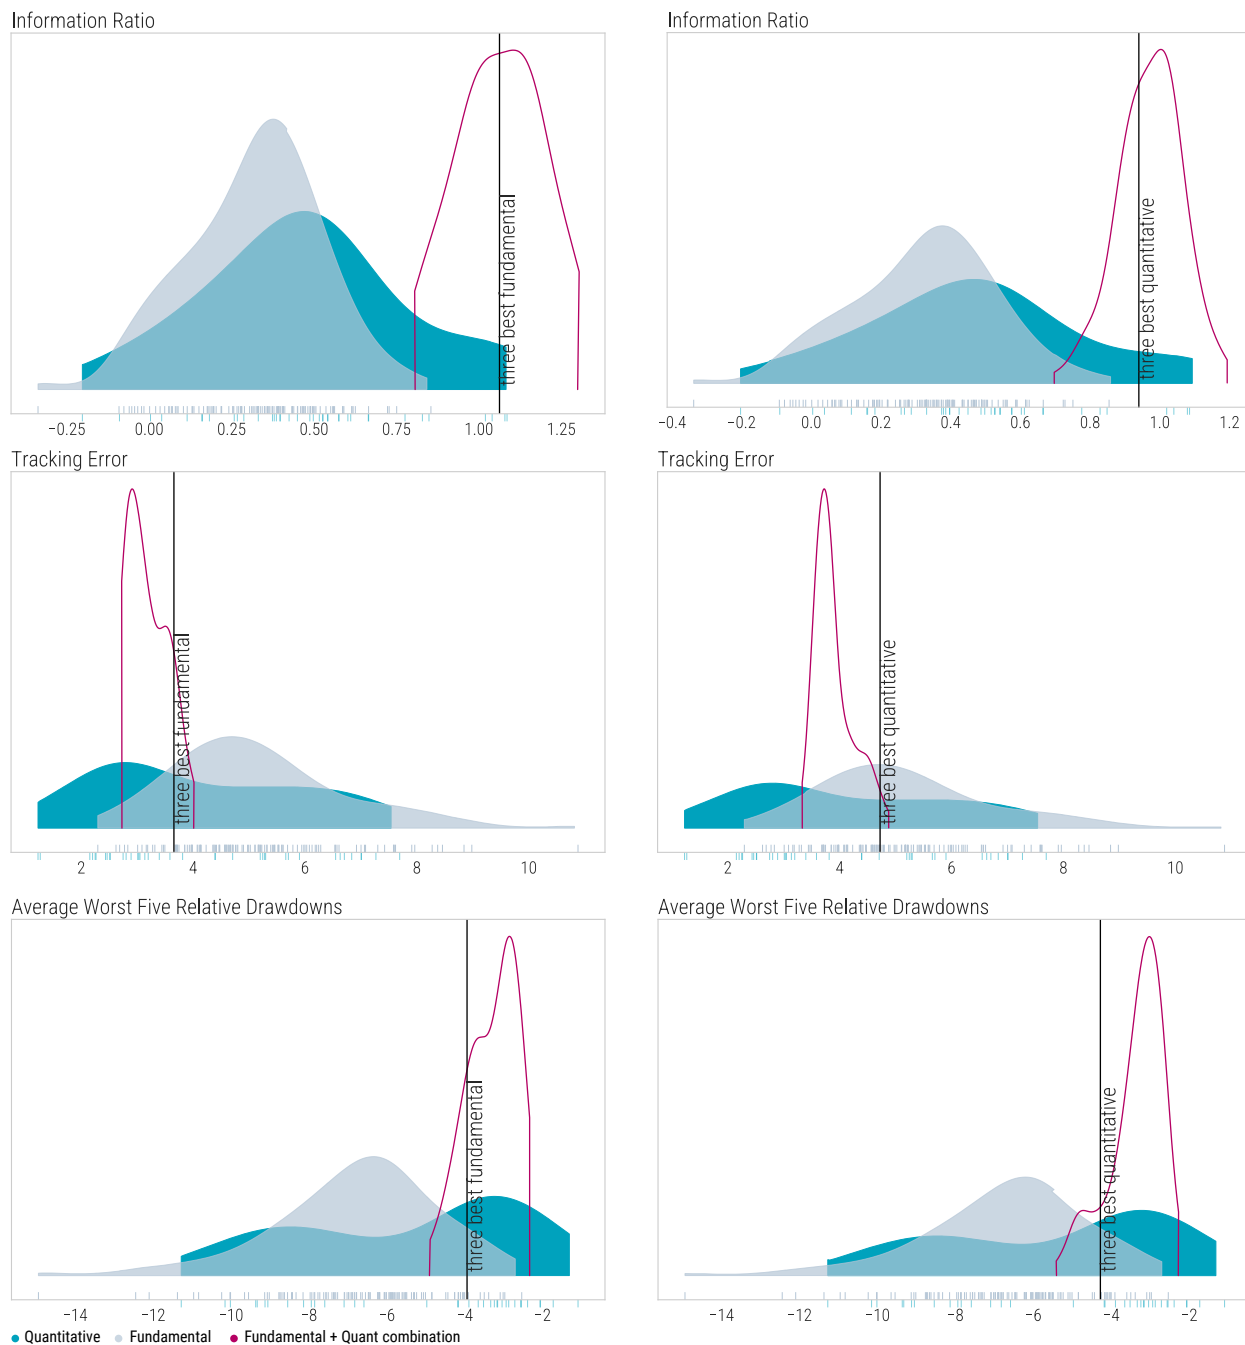 Information Ratio
three best fundamental
−0.25 0.00 0.25 0.50 0.75 1.00 1.25
Information Ratio
three best quantitative
−0.4 −0.2 0.0 0.2 0.4 0.6 0.8 1.0 1.2
Tracking Error
three best fundamental
2 4 6 8 10
Tracking Error
three best quantitative
2 4 6 8 10
Average Worst Five Relative Drawdowns
three best fundamental
−14 −12 −10 −8 −6 −4 −2
Average Worst Five Relative Drawdowns
three best quantitative
−14 −12 −10 −8 −6 −4 −2
Quantitative Fundamental Fundamental + Quant combination